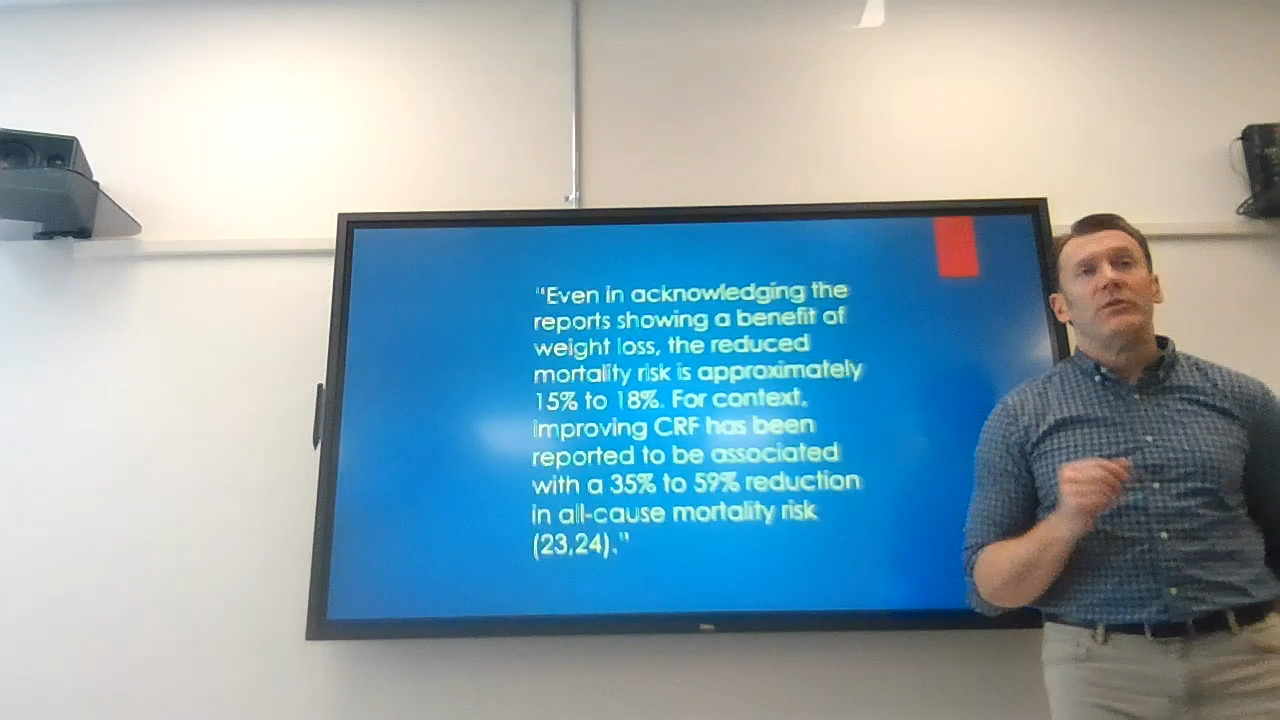 "Even in acknowledging the
reports showing a benefit of
weight loss, the reduced
mortality risk is approximately
15% to 18%. For context,
improving CRF has been
reported to be associated
with a 35% to 59% reduction
in all-cause mortality risk
(23,24)."
DELL